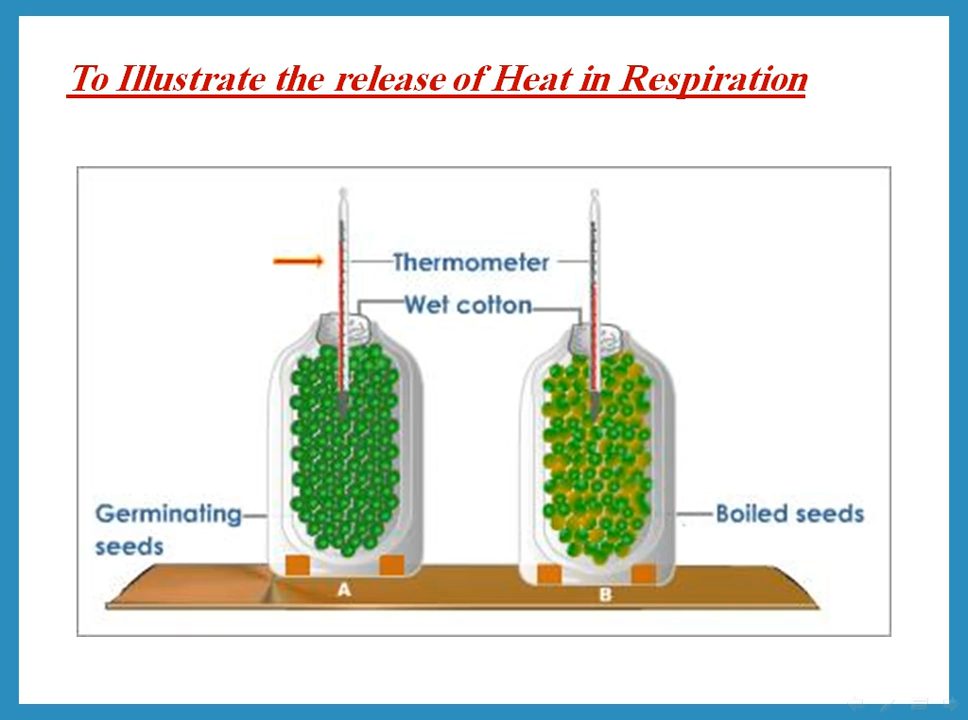 To Illustrate the release of Heat in Respiration
Thermometer
Wet cotton
Germinating
seeds
Boiled seeds
A
B